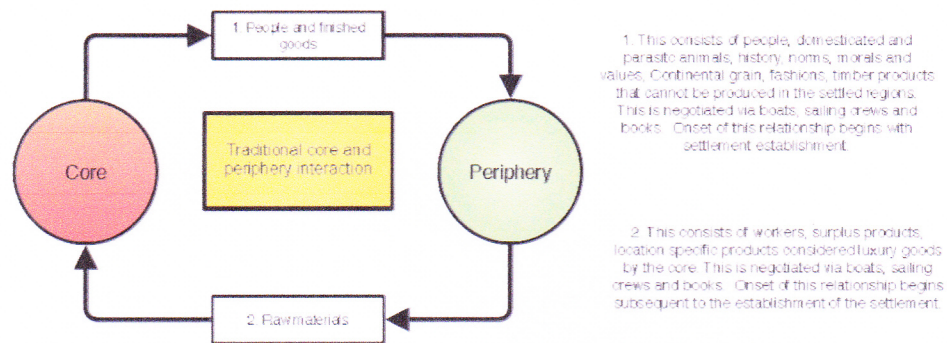 1. People and finished
goods
Core
Traditional core and
periphery interaction
Periphery
2. Raw materials
1. This consists of people, domesticated and
parasitic animals, history, norms, morals and
values, Continental grain, fashions, timber products
that cannot be produced in the settled regions.
This is negotiated via boats, sailing crews and
books. Onset of this relationship begins with
settlement establishment.
2. This consists of workers, surplus products,
location specific products considered luxury goods
by the core. This is negotiated via boats, sailing
crews and books. Onset of this relationship begins
subsequent to the establishment of the settlement.